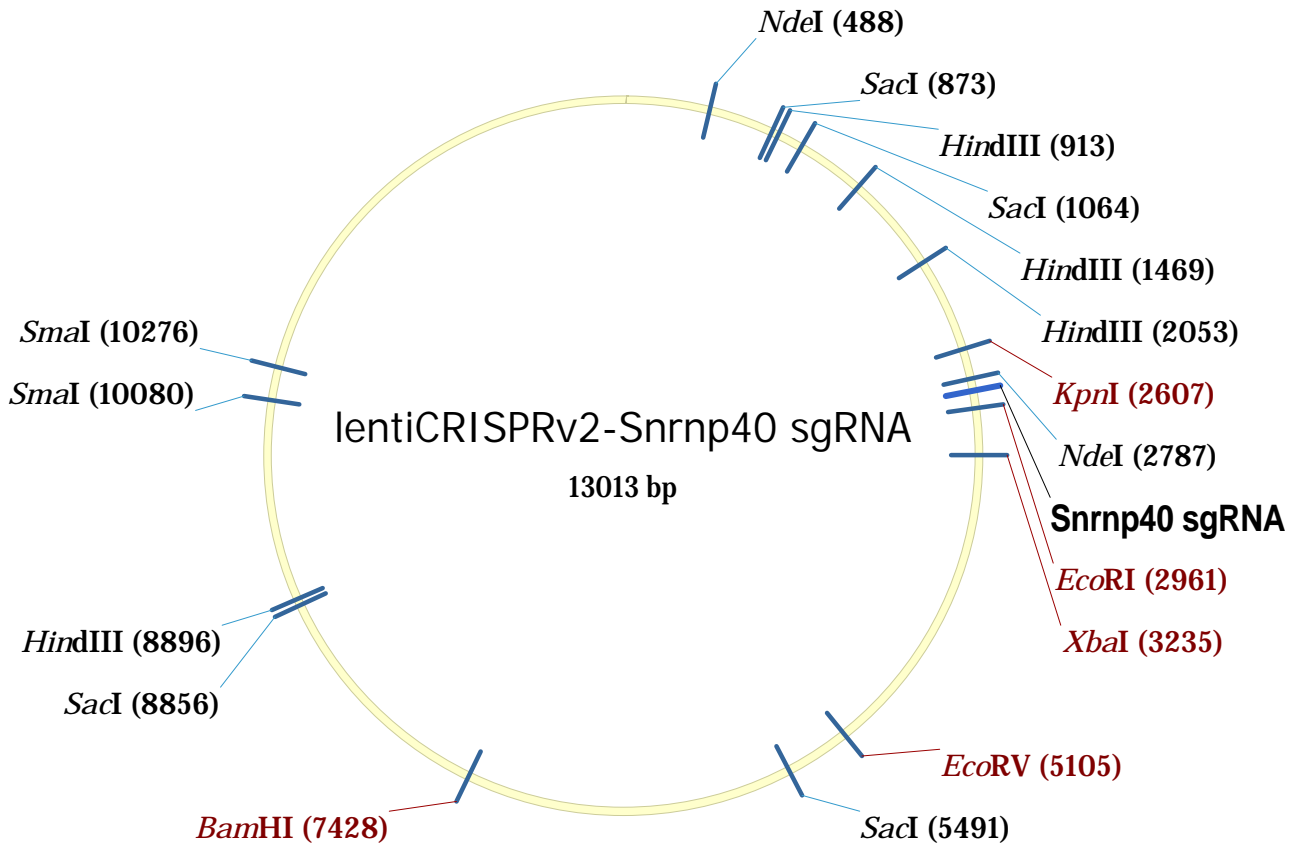 NdeI (488)
SacI (873)
HindIII (913)
SacI (1064)
HindIII (1469)
HindIII (2053)
KpnI (2607)
NdeI (2787)
Snrnp40 sgRNA
EcoRI (2961)
XbaI (3235)
EcoRV (5105)
SacI (5491)
BamHI (7428)
SacI (8856)
HindIII (8896)
SmaI (10080)
SmaI (10276)
lentiCRISPRv2-Snrnp40 sgRNA
13013 bp